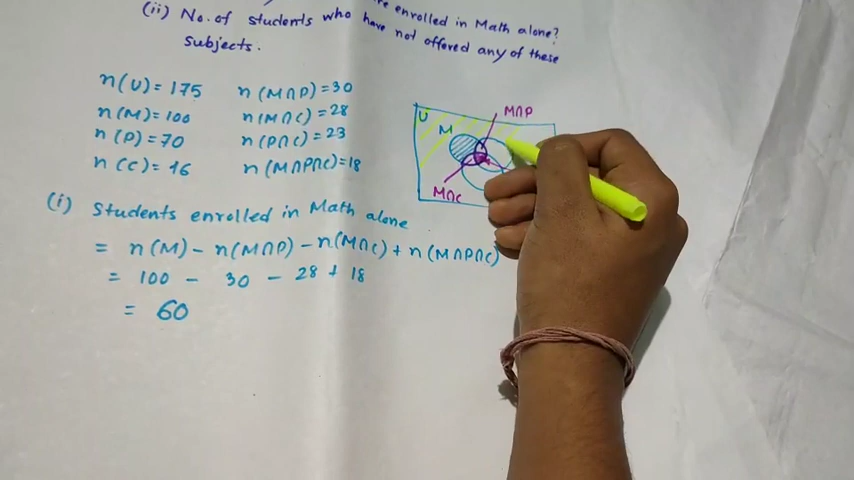 are enrolled in Math alone?
(ii) No. of students who have not offered any of these
subjects.
n(U) = 175 n(M∩P) = 30
n(M) = 100 n(M∩C) = 28
n(P) = 70 n(P∩C) = 23
n(C) = 16 n(M∩P∩C) = 18
U M M∩P
M∩C
(i) Students enrolled in Math alone
= n(M) - n(M∩P) - n(M∩C) + n(M∩P∩C)
= 100 - 30 - 28 + 18
= 60